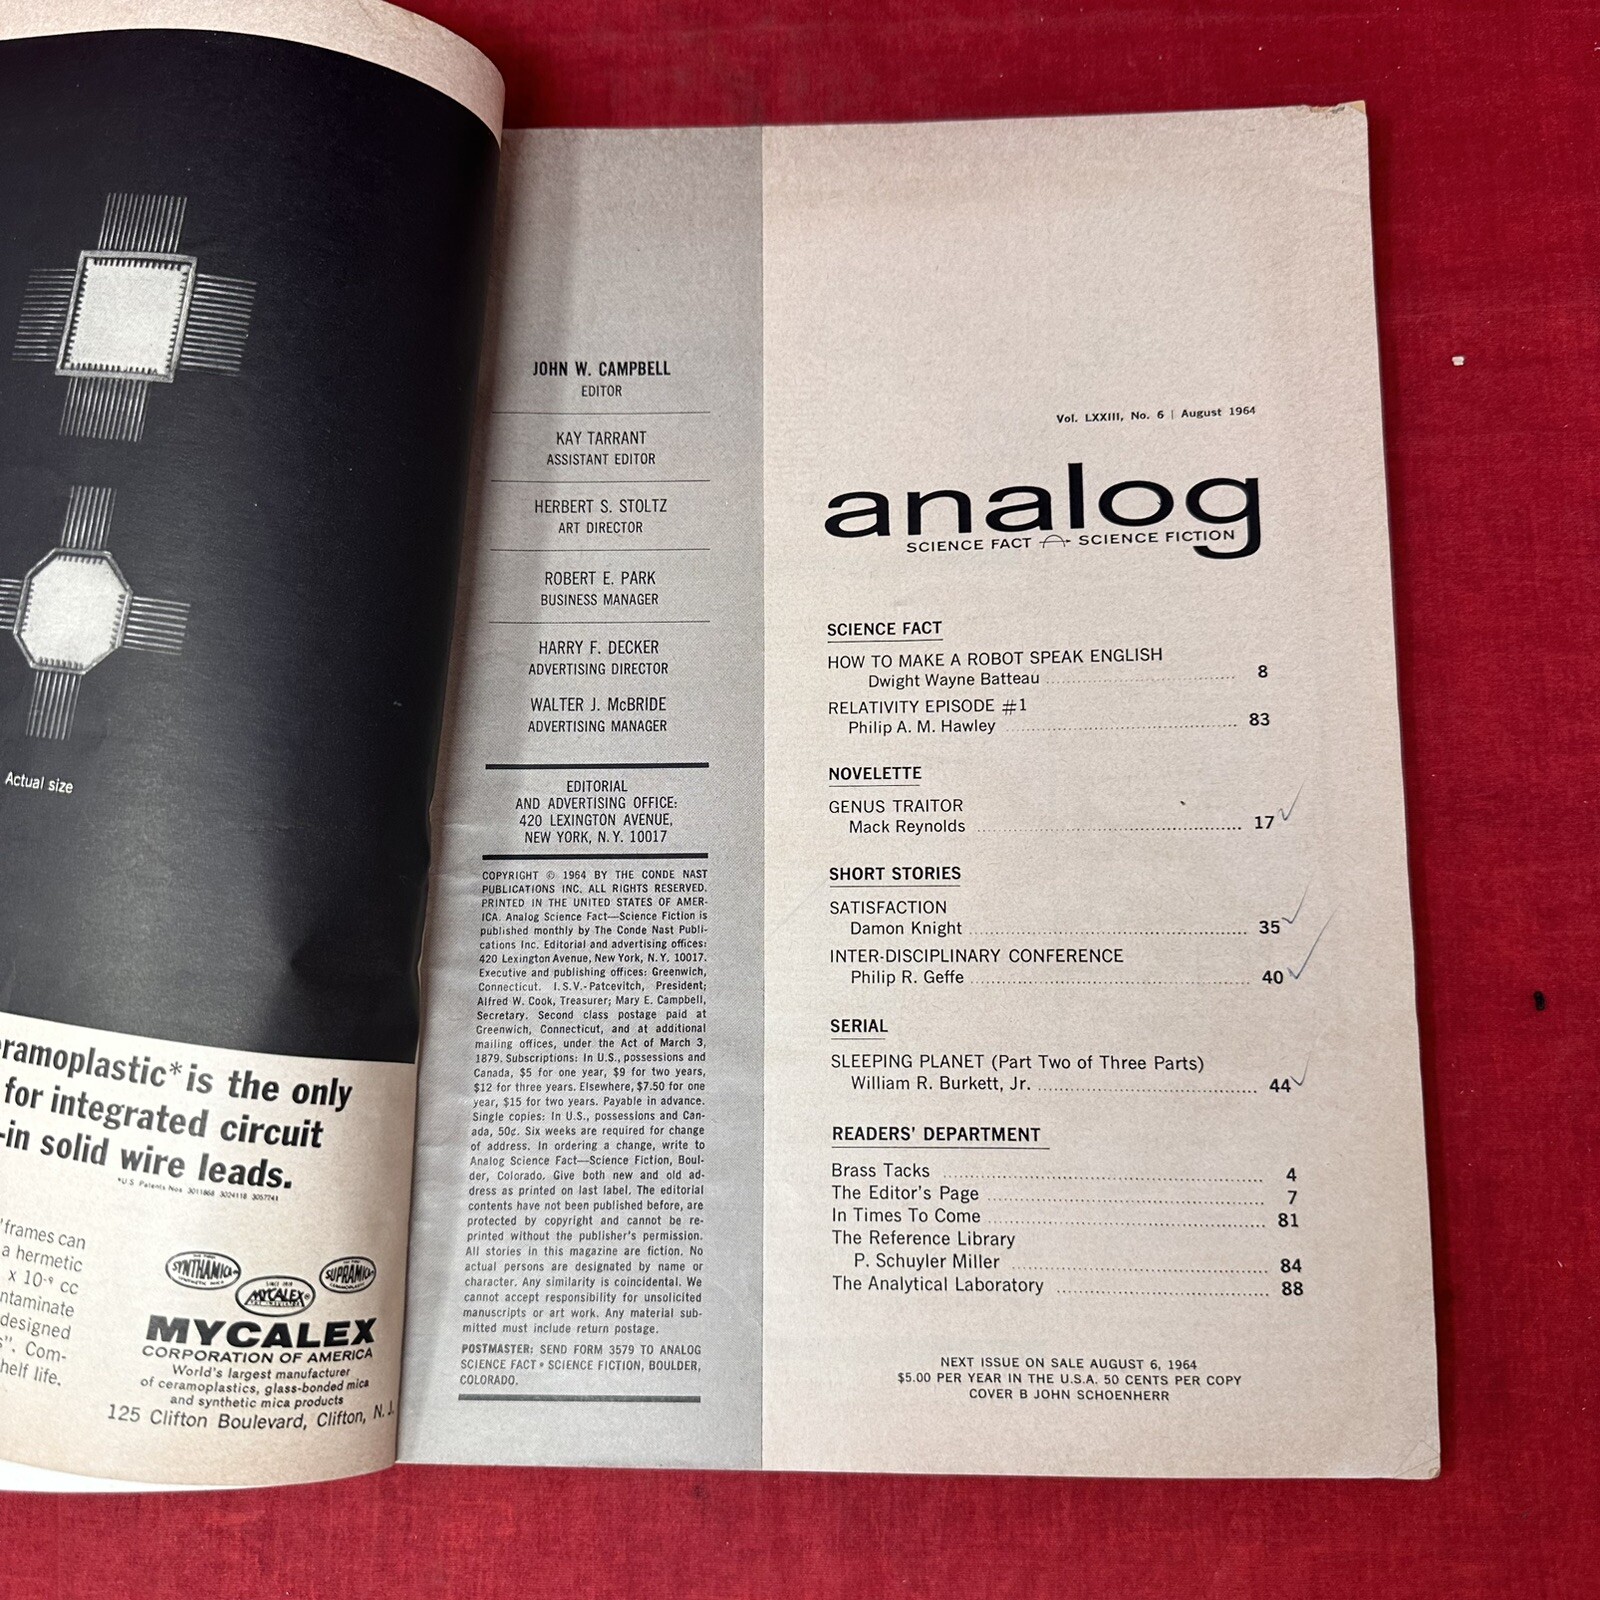 Actual size
ramoplastic* is the only
for integrated circuit
-in solid wire leads.
*U.S. Patents Nos. 3011868 3024118 3057741
frames can
a hermetic
x 10-9 cc
ntaminate
designed
Com-
helf life.
SYNTHAMICA
MYCALEX
SUPRAMICA
MYCALEX
CORPORATION OF AMERICA
World's largest manufacturer
of ceramoplastics, glass-bonded mica
and synthetic mica products
125 Clifton Boulevard, Clifton, N.J.
JOHN W. CAMPBELL
EDITOR
KAY TARRANT
ASSISTANT EDITOR
HERBERT S. STOLTZ
ART DIRECTOR
ROBERT E. PARK
BUSINESS MANAGER
HARRY F. DECKER
ADVERTISING DIRECTOR
WALTER J. McBRIDE
ADVERTISING MANAGER
EDITORIAL
AND ADVERTISING OFFICE:
420 LEXINGTON AVENUE,
NEW YORK, N.Y. 10017
COPYRIGHT © 1964 BY THE CONDE NAST
PUBLICATIONS INC. ALL RIGHTS RESERVED.
PRINTED IN THE UNITED STATES OF AMER-
ICA. Analog Science Fact—Science Fiction is
published monthly by The Conde Nast Publi-
cations Inc. Editorial and advertising offices:
420 Lexington Avenue, New York, N.Y. 10017.
Executive and publishing offices: Greenwich,
Connecticut. I.S.V.-Patcevitch, President;
Alfred W. Cook, Treasurer; Mary E. Campbell,
Secretary. Second class postage paid at
Greenwich, Connecticut, and at additional
mailing offices, under the Act of March 3,
1879. Subscriptions: In U.S., possessions and
Canada, $5 for one year, $9 for two years,
$12 for three years. Elsewhere, $7.50 for one
year, $15 for two years. Payable in advance.
Single copies: In U.S., possessions and Can-
ada, 50¢. Six weeks are required for change
of address. In ordering a change, write to
Analog Science Fact—Science Fiction, Boul-
der, Colorado. Give both new and old ad-
dress as printed on last label. The editorial
contents have not been published before, are
protected by copyright and cannot be re-
printed without the publisher's permission.
All stories in this magazine are fiction. No
actual persons are designated by name or
character. Any similarity is coincidental. We
cannot accept responsibility for unsolicited
manuscripts or art work. Any material sub-
mitted must include return postage.
POSTMASTER: SEND FORM 3579 TO ANALOG
SCIENCE FACT • SCIENCE FICTION, BOULDER,
COLORADO.
Vol. LXXIII, No. 6 | August 1964
analog
SCIENCE FACT SCIENCE FICTION
SCIENCE FACT
HOW TO MAKE A ROBOT SPEAK ENGLISH
Dwight Wayne Batteau 8
RELATIVITY EPISODE #1
Philip A. M. Hawley 83
NOVELETTE
GENUS TRAITOR
Mack Reynolds 17
SHORT STORIES
SATISFACTION
Damon Knight 35
INTER-DISCIPLINARY CONFERENCE
Philip R. Geffe 40
SERIAL
SLEEPING PLANET (Part Two of Three Parts)
William R. Burkett, Jr. 44
READERS' DEPARTMENT
Brass Tacks 4
The Editor's Page 7
In Times To Come 81
The Reference Library
P. Schuyler Miller 84
The Analytical Laboratory 88
NEXT ISSUE ON SALE AUGUST 6, 1964
$5.00 PER YEAR IN THE U.S.A. 50 CENTS PER COPY
COVER B JOHN SCHOENHERR